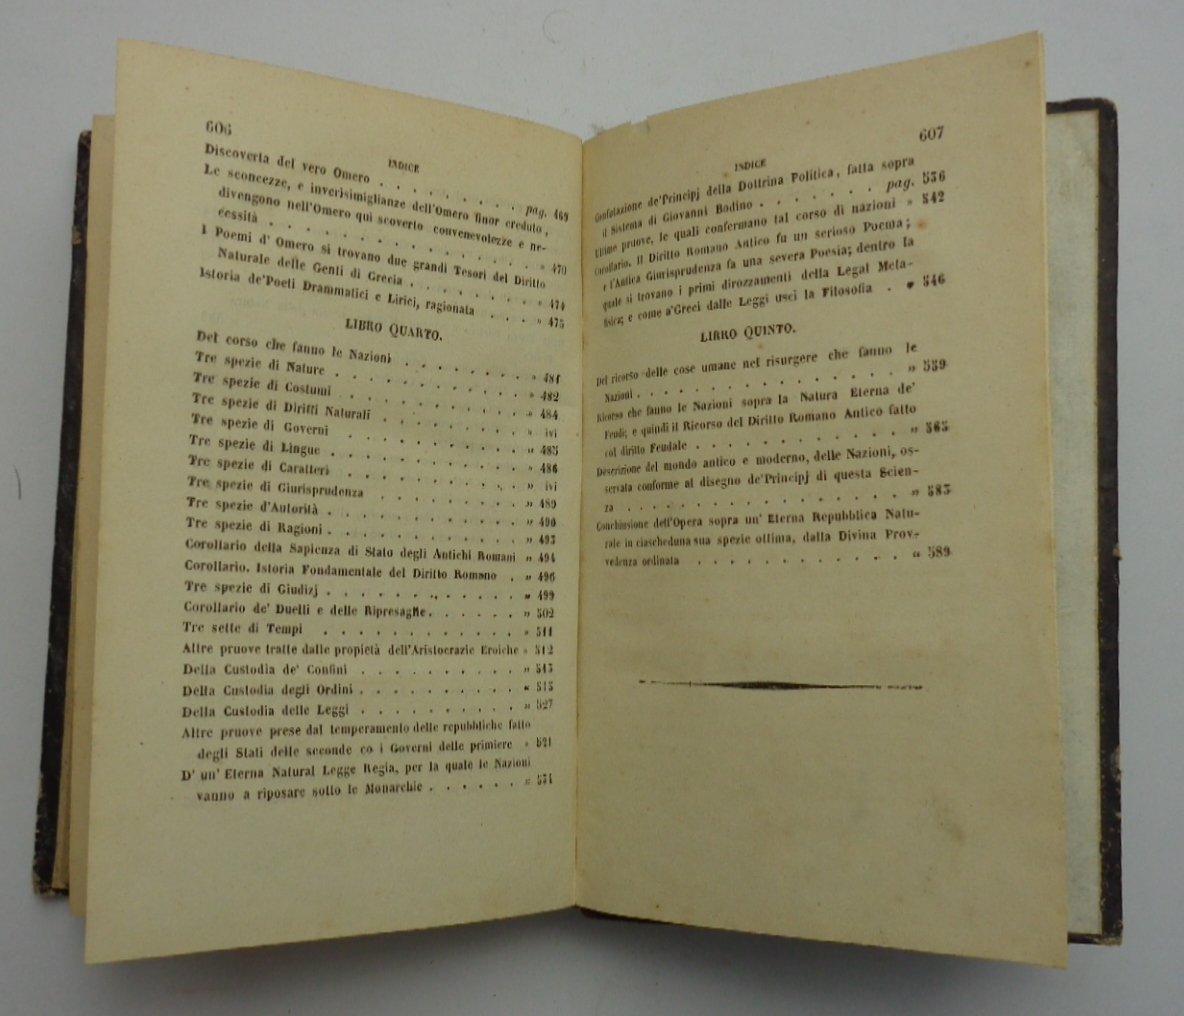 606
INDICE
Discoverta del vero Omero . . . . . . . . . pag. 469
Le sconcezze, e inverisimiglianze dell'Omero finor creduto,
divengono nell'Omero qui scoverto convenevolezze e ne-
cessità . . . . . . . . . . . . . . . » 470
I Poemi d' Omero si trovano due grandi Tesori del Diritto
Naturale delle Genti di Grecia . . . . . . . . » 474
Istoria de'Poeti Drammatici e Lirici, ragionata . . . . » 475
LIBRO QUARTO.
Del corso che fanno le Nazioni . . . . . . . . » 481
Tre spezie di Nature . . . . . . . . . . . » 482
Tre spezie di Costumi . . . . . . . . . . . » 484
Tre spezie di Diritti Naturali . . . . . . . . » ivi
Tre spezie di Governi . . . . . . . . . . » 485
Tre spezie di Lingue . . . . . . . . . . . » 486
Tre spezie di Caratteri . . . . . . . . . . » ivi
Tre spezie di Giurisprudenza . . . . . . . . » 489
Tre spezie d'Autorità . . . . . . . . . . . » 490
Tre spezie di Ragioni . . . . . . . . . . . » 493
Corollario della Sapienza di Stato degli Antichi Romani » 494
Corollario. Istoria Fondamentale del Diritto Romano . » 496
Tre spezie di Giudizj . . . . . . . . . . . » 499
Corollario de' Duelli e delle Ripresaglie . . . . . » 502
Tre sette di Tempi . . . . . . . . . . . » 511
Altre pruove tratte dalle propietà dell'Aristocrazie Eroiche » 512
Della Custodia de' Confini . . . . . . . . . » 513
Della Custodia degli Ordini . . . . . . . . . « 515
Della Custodia delle Leggi . . . . . . . . . » 527
Altre pruove prese dal temperamento delle repubbliche fatto
degli Stati delle seconde co i Governi delle primiere » 521
D' un' Eterna Natural Legge Regia, per la quale le Nazioni
vanno a riposare sotto le Monarchie . . . . . . » 531
607
INDICE
Confotazione de'Principj della Dottrina Politica, fatta sopra
il Sistema di Giovanni Bodino . . . . . . . pag. 536
Ultime pruove, le quali confermano tal corso di nazioni » 542
Corollario. Il Diritto Romano Antico fu un serioso Poema;
e l'Antica Giurisprudenza fu una severa Poesia; dentro la
quale si trovano i primi dirozzamenti della Legal Meta-
fisica; e come a'Greci dalle Leggi uscì la Filosofia . » 546
LIBRO QUINTO.
Del ricorso delle cose umane nel risurgere che fanno le
Nazioni . . . . . . . . . . . . . . . » 559
Ricorso che fanno le Nazioni sopra la Natura Eterna de'
Feudi; e quindi il Ricorso del Diritto Romano Antico fatto
col diritto Feudale . . . . . . . . . . . . » 565
Descrizione del mondo antico e moderno, delle Nazioni, os-
servata conforme al disegno de'Principj di questa Scien-
za . . . . . . . . . . . . . . . . » 583
Conchiusione dell'Opera sopra un' Eterna Repubblica Natu-
rale in ciascheduna sua spezie ottima, dalla Divina Prov-
vedenza ordinata . . . . . . . . . . . . « 589